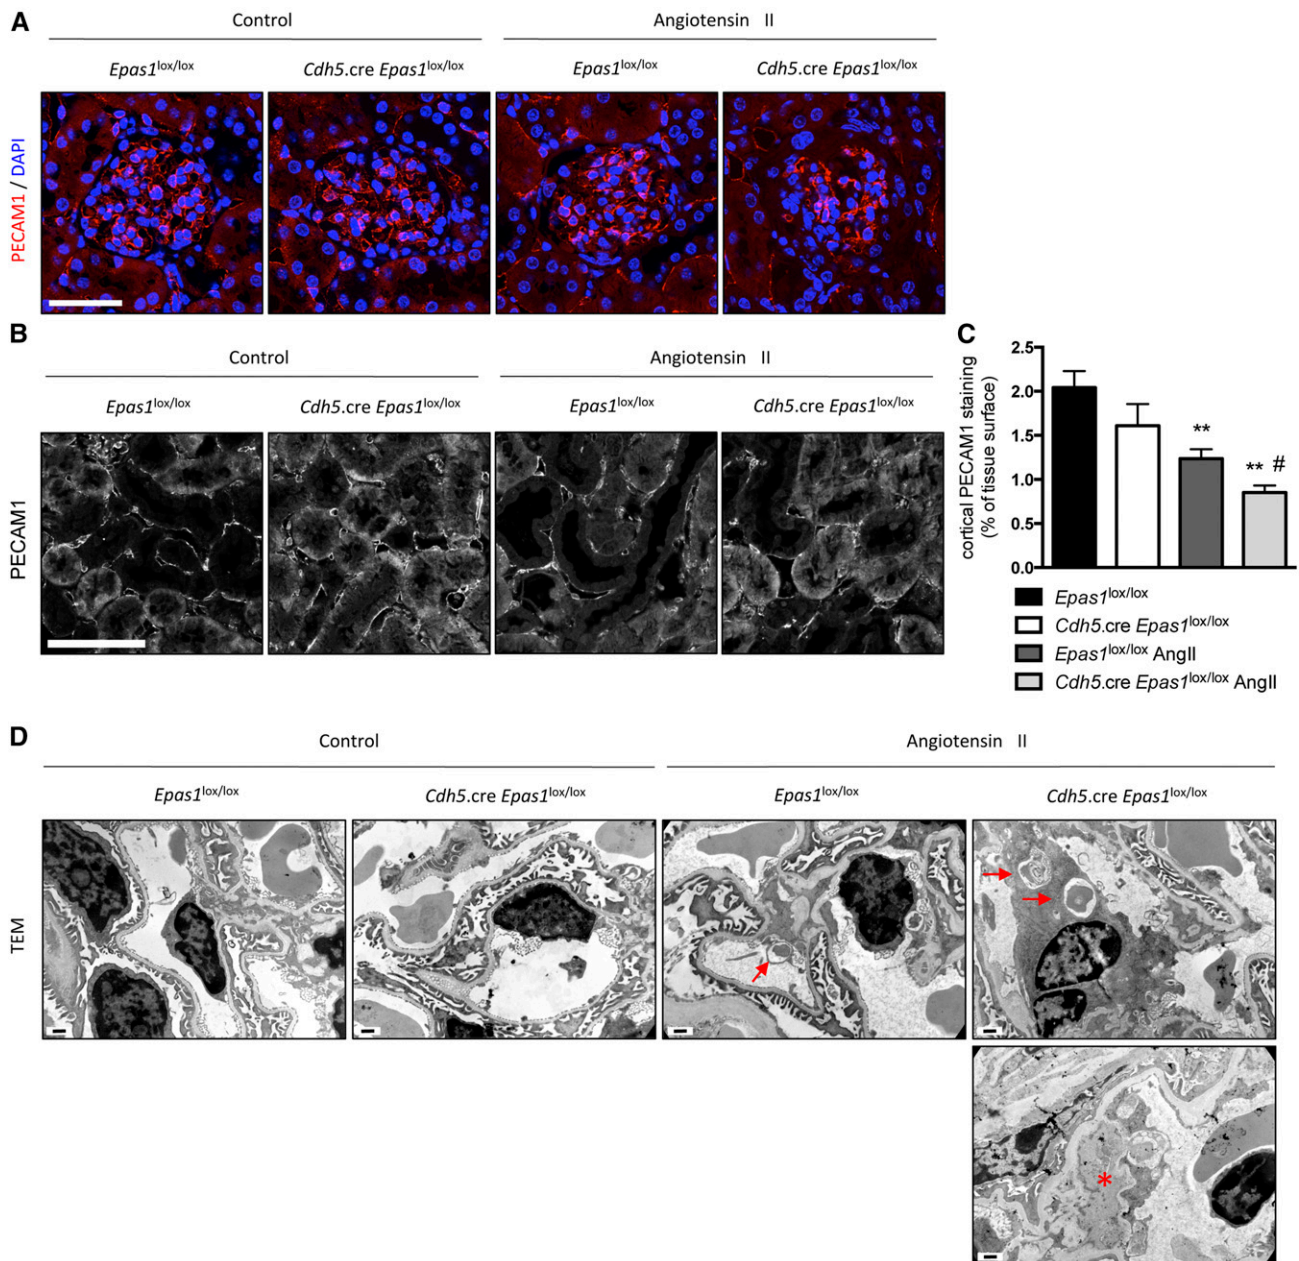 A
Control
Angiotensin II
Epas1lox/lox
Cdh5.cre Epas1lox/lox
Epas1lox/lox
Cdh5.cre Epas1lox/lox
PECAM1 / DAPI
B
Control
Angiotensin II
Epas1lox/lox
Cdh5.cre Epas1lox/lox
Epas1lox/lox
Cdh5.cre Epas1lox/lox
PECAM1
C
cortical PECAM1 staining
(% of tissue surface)
2.5
2.0
1.5
1.0
0.5
0.0
**
** #
Epas1lox/lox
Cdh5.cre Epas1lox/lox
Epas1lox/lox AngII
Cdh5.cre Epas1lox/lox AngII
D
Control
Angiotensin II
Epas1lox/lox
Cdh5.cre Epas1lox/lox
Epas1lox/lox
Cdh5.cre Epas1lox/lox
TEM
*